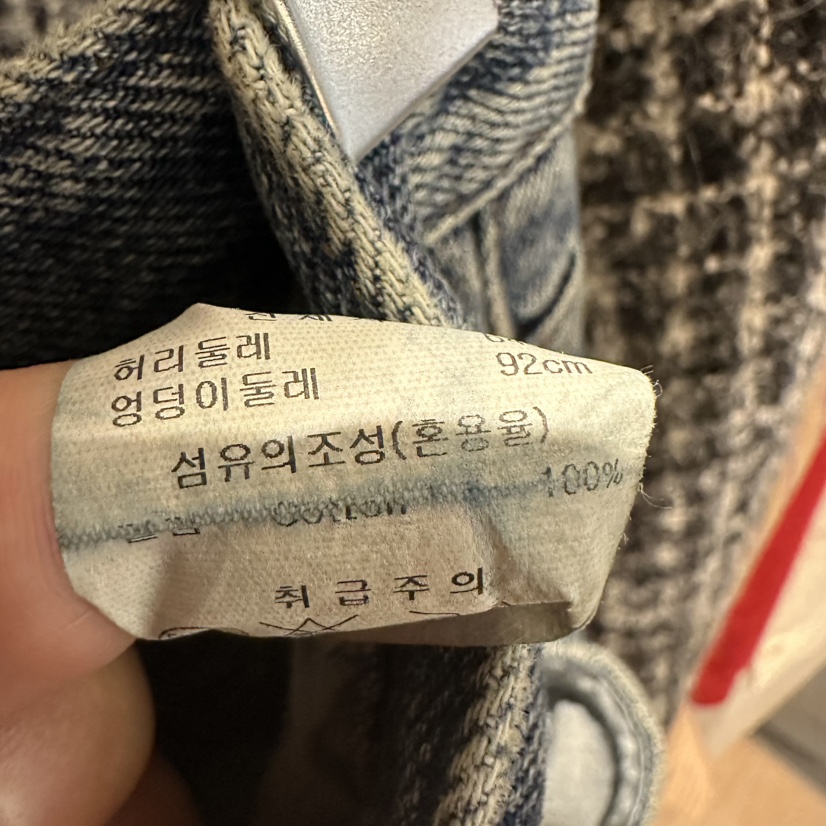 허리둘레
엉덩이둘레 92cm
섬유의조성(혼용율)
Cotton 100%
취급주의